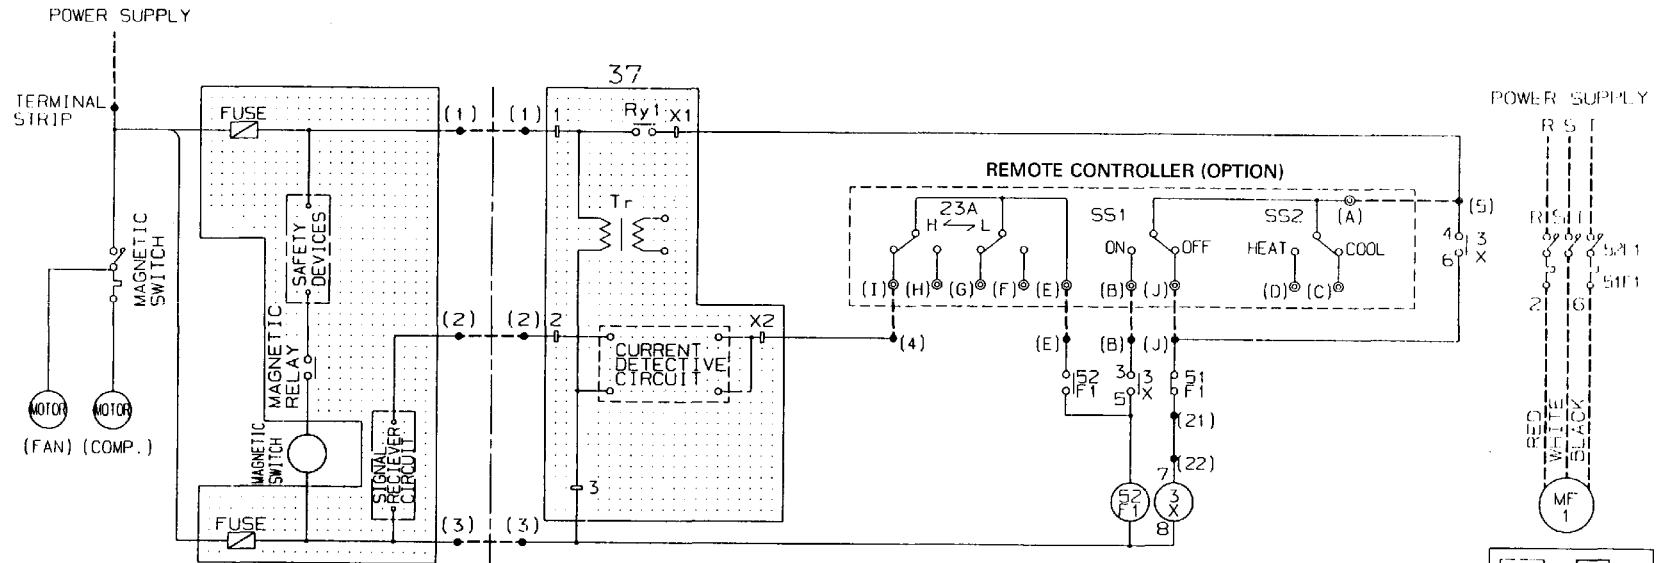 POWER SUPPLY
37
TERMINAL
STRIP
FUSE
(1)
(1)
1
Ry1
X1
POWER SUPPLY
R S T
REMOTE CONTROLLER (OPTION)
Tr
23A
H
L
SS1
SS2
(A)
(5)
ON
OFF
HEAT
COOL
4
3
X
6
R S T
52F1
51F1
MAGNETIC
SWITCH
SAFETY
DEVICES
(I)
(H)
(G)
(F)
(E)
(B)
(J)
(D)
(C)
2
6
(2)
(2)
2
X2
(4)
(E)
(B)
(J)
MAGNETIC
RELAY
CURRENT
DETECTIVE
CIRCUIT
52
F1
3
3
X
5
51
F1
MOTOR
MOTOR
(FAN)
(COMP.)
(21)
RED
WHITE
BLACK
MAGNETIC
SWITCH
SIGNAL
RECIEVER
CIRCUIT
(22)
7
3
52
F1
3
X
8
MF
1
FUSE
(3)
(3)